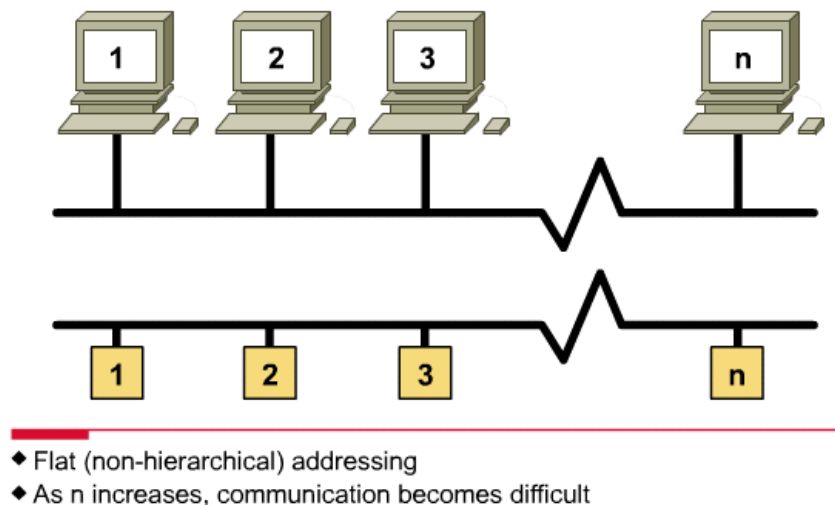 1 2 3 n
1 2 3 n
◆ Flat (non-hierarchical) addressing
◆ As n increases, communication becomes difficult